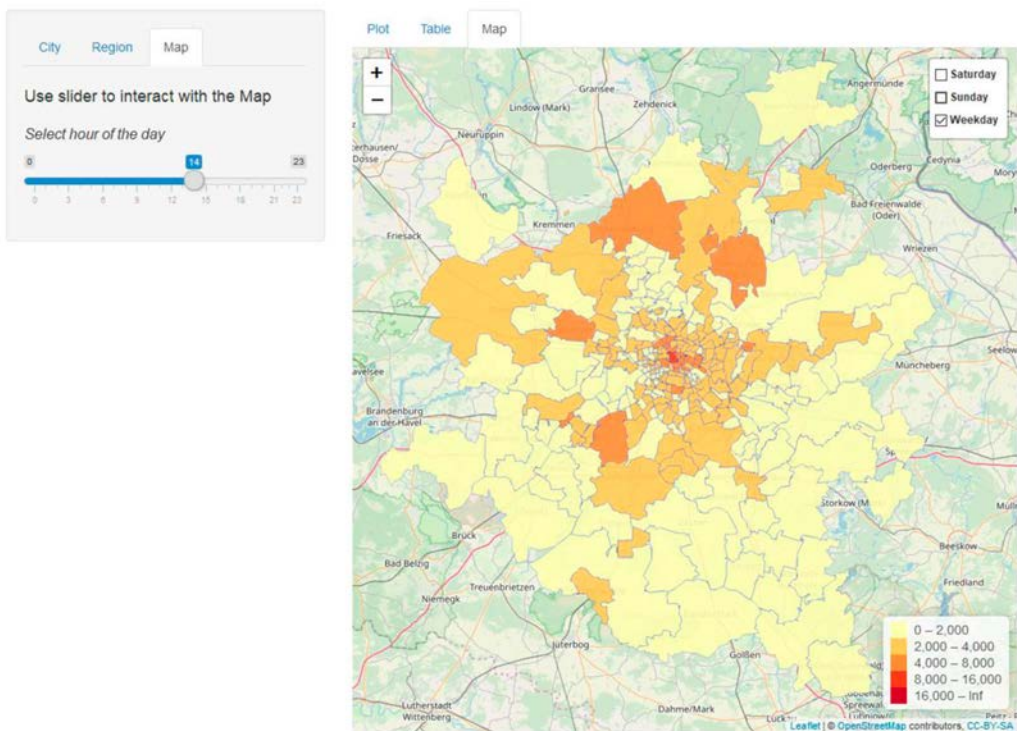 City Region Map
Use slider to interact with the Map
Select hour of the day
0 14 23
0 3 6 9 12 15 18 21 23
Plot Table Map
+
−
Saturday
Sunday
Weekday
Gransee
Angermünde
Lindow (Mark)
Zehdenick
Neuruppin
Cedynia
Oderberg
Kremmen
Bad Freienwalde
(Oder)
Friesack
Wriezen
Müncheberg
Brandenburg
an der Havel
Storkow (M
Beeskow
Brück
Bad Belzig
Treuenbrietzen
Friedland
Niemegk
Jüterbog
Golßen
Lutherstadt
Wittenberg
Dahme/Mark
0 – 2,000
2,000 – 4,000
4,000 – 8,000
8,000 – 16,000
16,000 – Inf
Leaflet | © OpenStreetMap contributors, CC-BY-SA